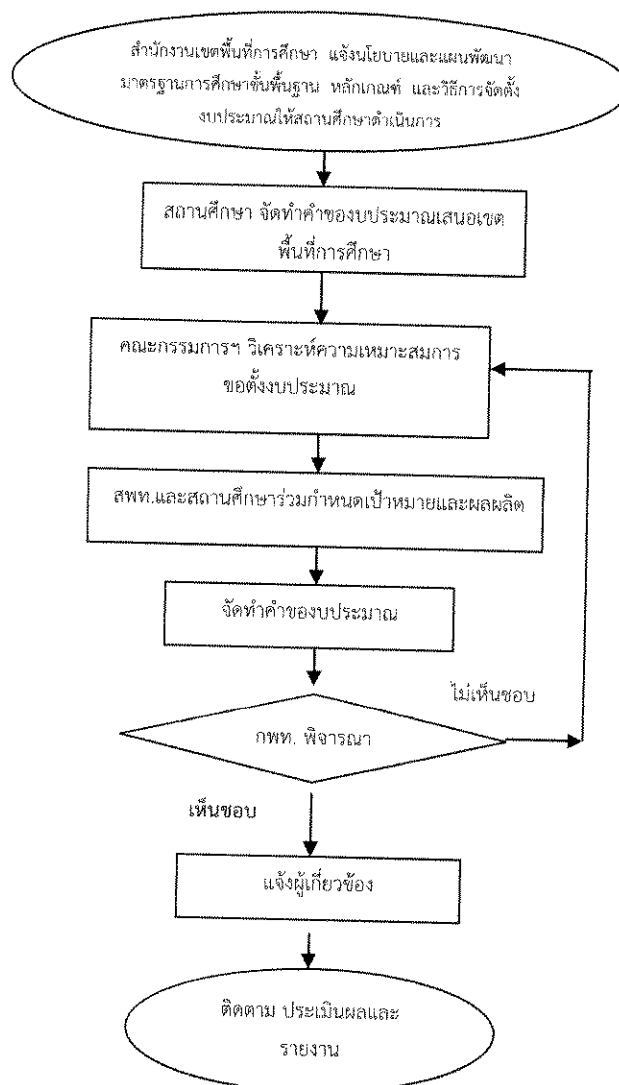 สำนักงานเขตพื้นที่การศึกษา แจ้งนโยบายและแผนพัฒนา
มาตรฐานการศึกษาขั้นพื้นฐาน หลักเกณฑ์ และวิธีการจัดตั้ง
งบประมาณให้สถานศึกษาดำเนินการ
สถานศึกษา จัดทำคำของบประมาณเสนอเขต
พื้นที่การศึกษา
คณะกรรมการฯ วิเคราะห์ความเหมาะสมการ
ขอตั้งงบประมาณ
สพท.และสถานศึกษาร่วมกำหนดเป้าหมายและผลผลิต
จัดทำคำของบประมาณ
ไม่เห็นชอบ
กพท. พิจารณา
เห็นชอบ
แจ้งผู้เกี่ยวข้อง
ติดตาม ประเมินผลและ
รายงาน